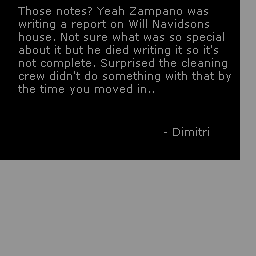 Those notes? Yeah Zampano was
writing a report on Will Navidsons
house. Not sure what was so special
about it but he died writing it so it's
not complete. Surprised the cleaning
crew didn't do something with that by
the time you moved in..
- Dimitri